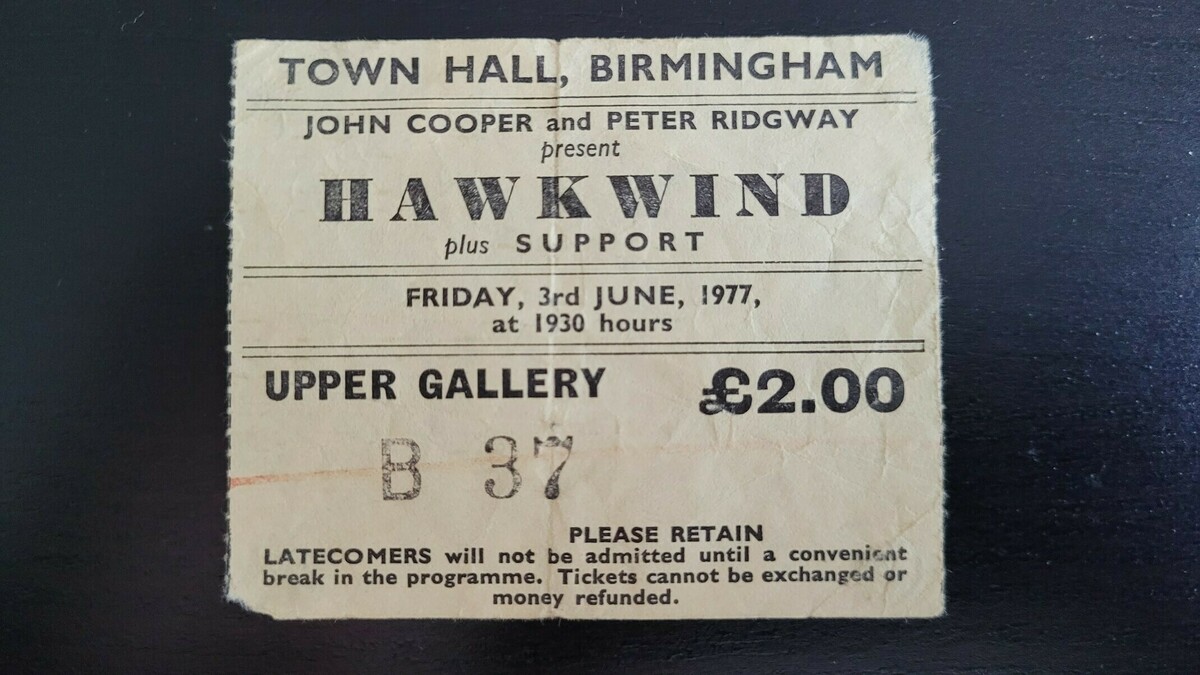 TOWN HALL, BIRMINGHAM
JOHN COOPER and PETER RIDGWAY
present
HAWKWIND
plus SUPPORT
FRIDAY, 3rd JUNE, 1977,
at 1930 hours
UPPER GALLERY £2.00
B 37
PLEASE RETAIN
LATECOMERS will not be admitted until a convenient
break in the programme. Tickets cannot be exchanged or
money refunded.